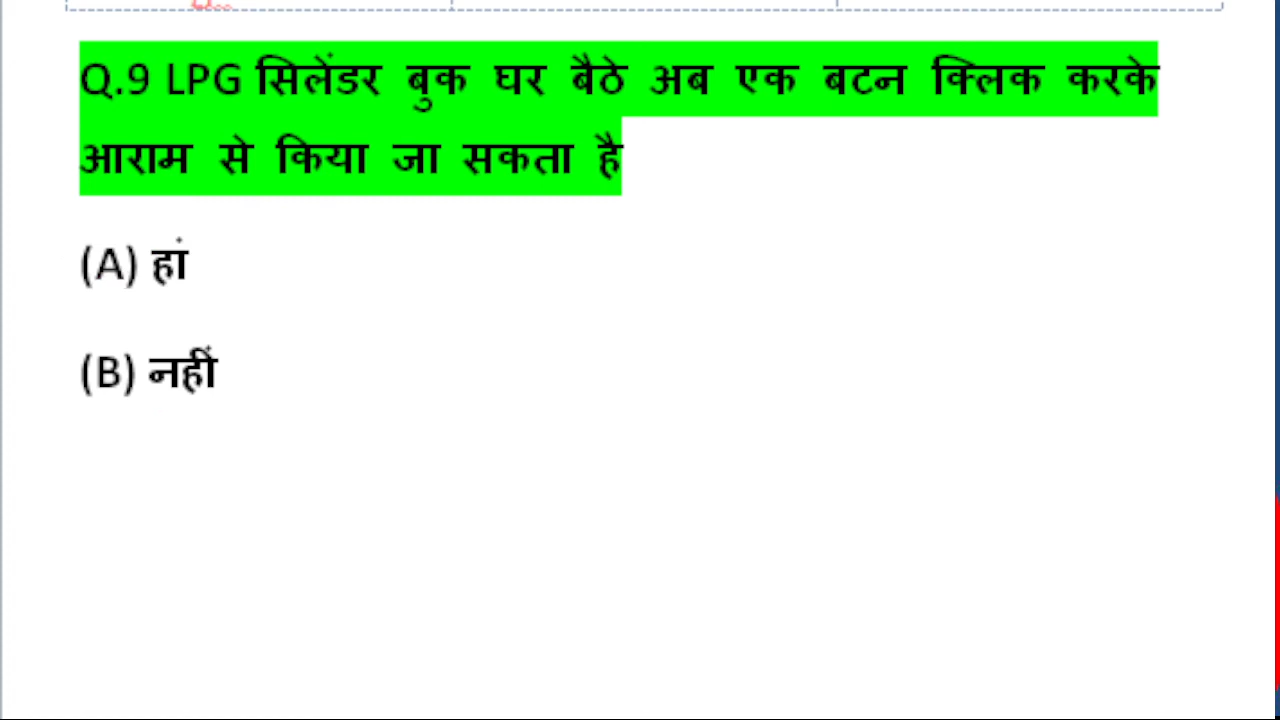 Q.9 LPG सिलेंडर बुक घर बैठे अब एक बटन क्लिक करके
आराम से किया जा सकता है
(A) हां
(B) नहीं